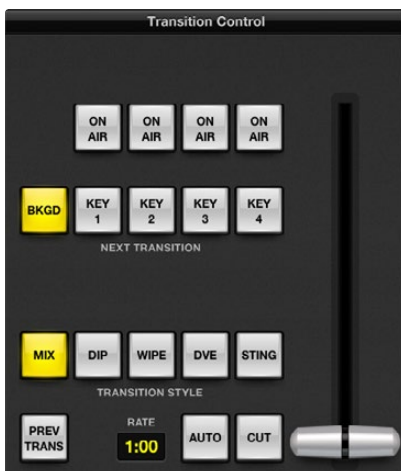 Transition Control
ON AIR ON AIR ON AIR ON AIR
BKGD KEY 1 KEY 2 KEY 3 KEY 4
NEXT TRANSITION
MIX DIP WIPE DVE STING
TRANSITION STYLE
PREV TRANS RATE 1:00 AUTO CUT